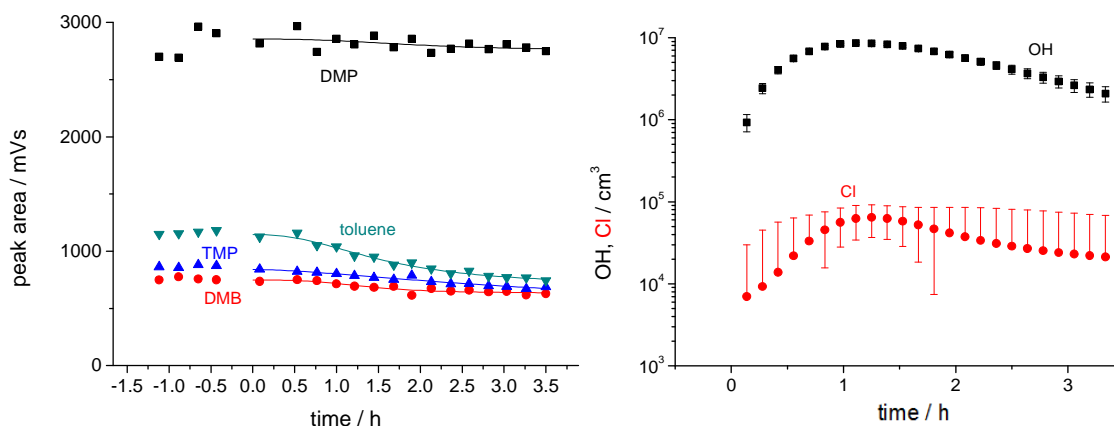 3000
2000
1000
0
peak area / mVs
DMP
toluene
TMP
DMB
-1.5 -1.0 -0.5 0.0 0.5 1.0 1.5 2.0 2.5 3.0 3.5
time / h
10^7
10^6
10^5
10^4
10^3
OH, Cl / cm^3
OH
Cl
0 1 2 3
time / h